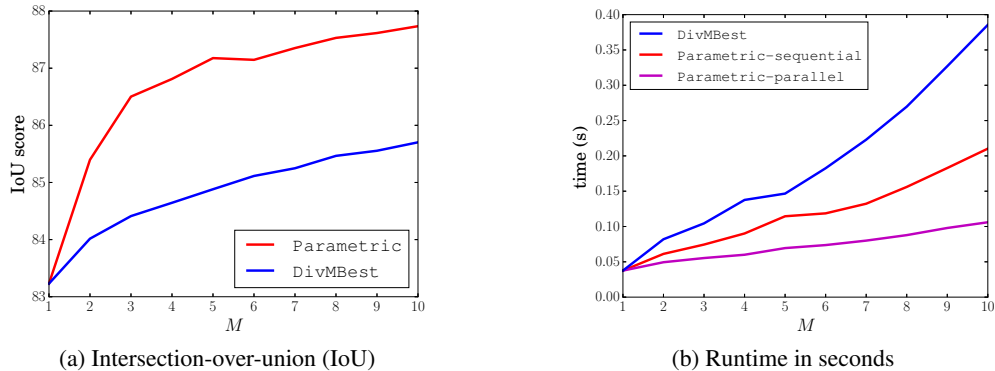 88
87
86
85
84
83
IoU score
Parametric
DivMBest
1 2 3 4 5 6 7 8 9 10
M
(a) Intersection-over-union (IoU)
0.40
0.35
0.30
0.25
0.20
0.15
0.10
0.05
0.00
time (s)
DivMBest
Parametric-sequential
Parametric-parallel
1 2 3 4 5 6 7 8 9 10
M
(b) Runtime in seconds